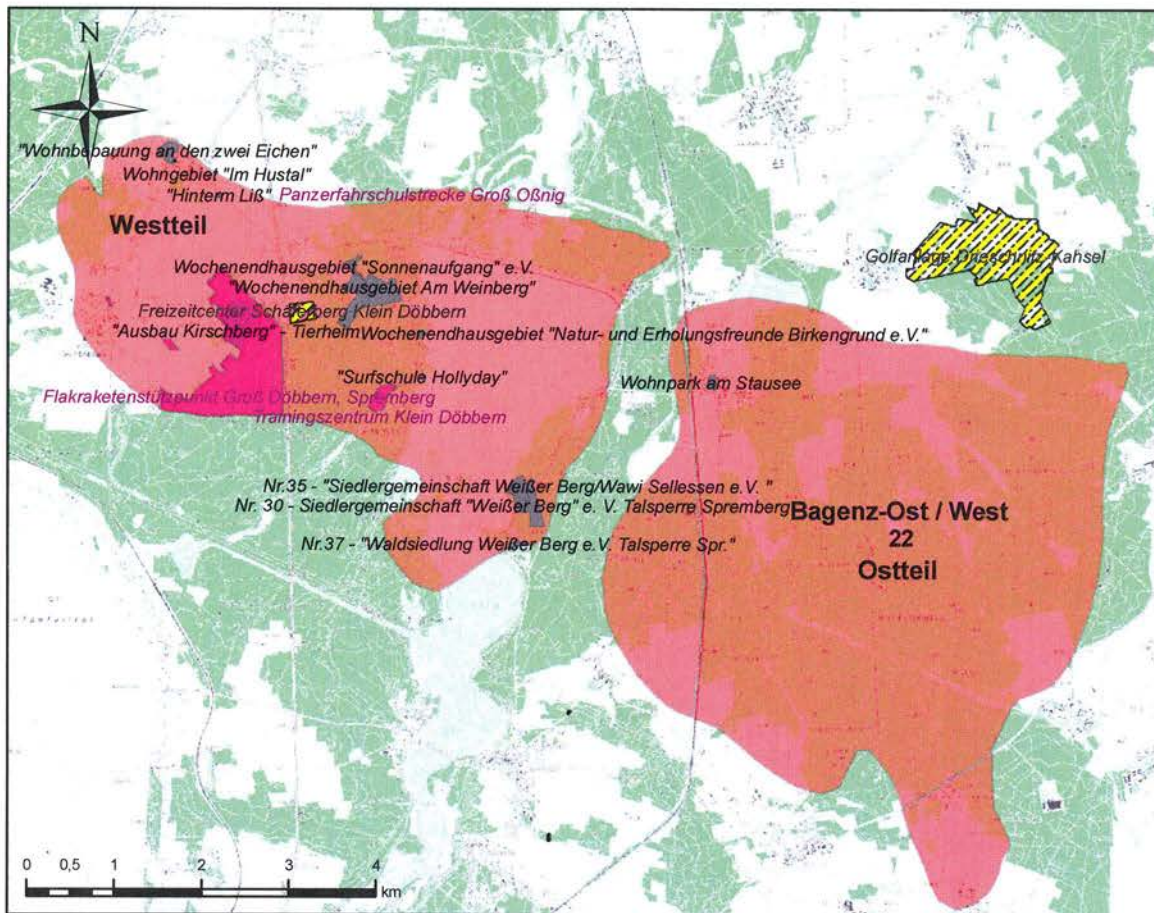 N
"Wohnbebauung an den zwei Eichen"
Wohngebiet "Im Hustal"
"Hinterm Liß" Panzerfahrschulstrecke Groß Oßnig
Westteil
Golfanlage Drieschnitz-Kahsel
Wochenendhausgebiet "Sonnenaufgang" e.V.
"Wochenendhausgebiet Am Weinberg"
Freizeitcenter Schäferberg Klein Döbbern
"Ausbau Kirschberg" - Tierheim
Wochenendhausgebiet "Natur- und Erholungsfreunde Birkengrund e.V."
"Surfschule Hollyday"
Wohnpark am Stausee
Flakraketenstützpunkt Groß Döbbern, Spremberg
Trainingszentrum Klein Döbbern
Nr.35 - "Siedlergemeinschaft Weißer Berg/Wawi Sellessen e.V. "
Nr. 30 - Siedlergemeinschaft "Weißer Berg" e. V. Talsperre Spremberg
Bagenz-Ost / West
22
Nr.37 - "Waldsiedlung Weißer Berg e.V. Talsperre Spr."
Ostteil
0 0,5 1 2 3 4
km